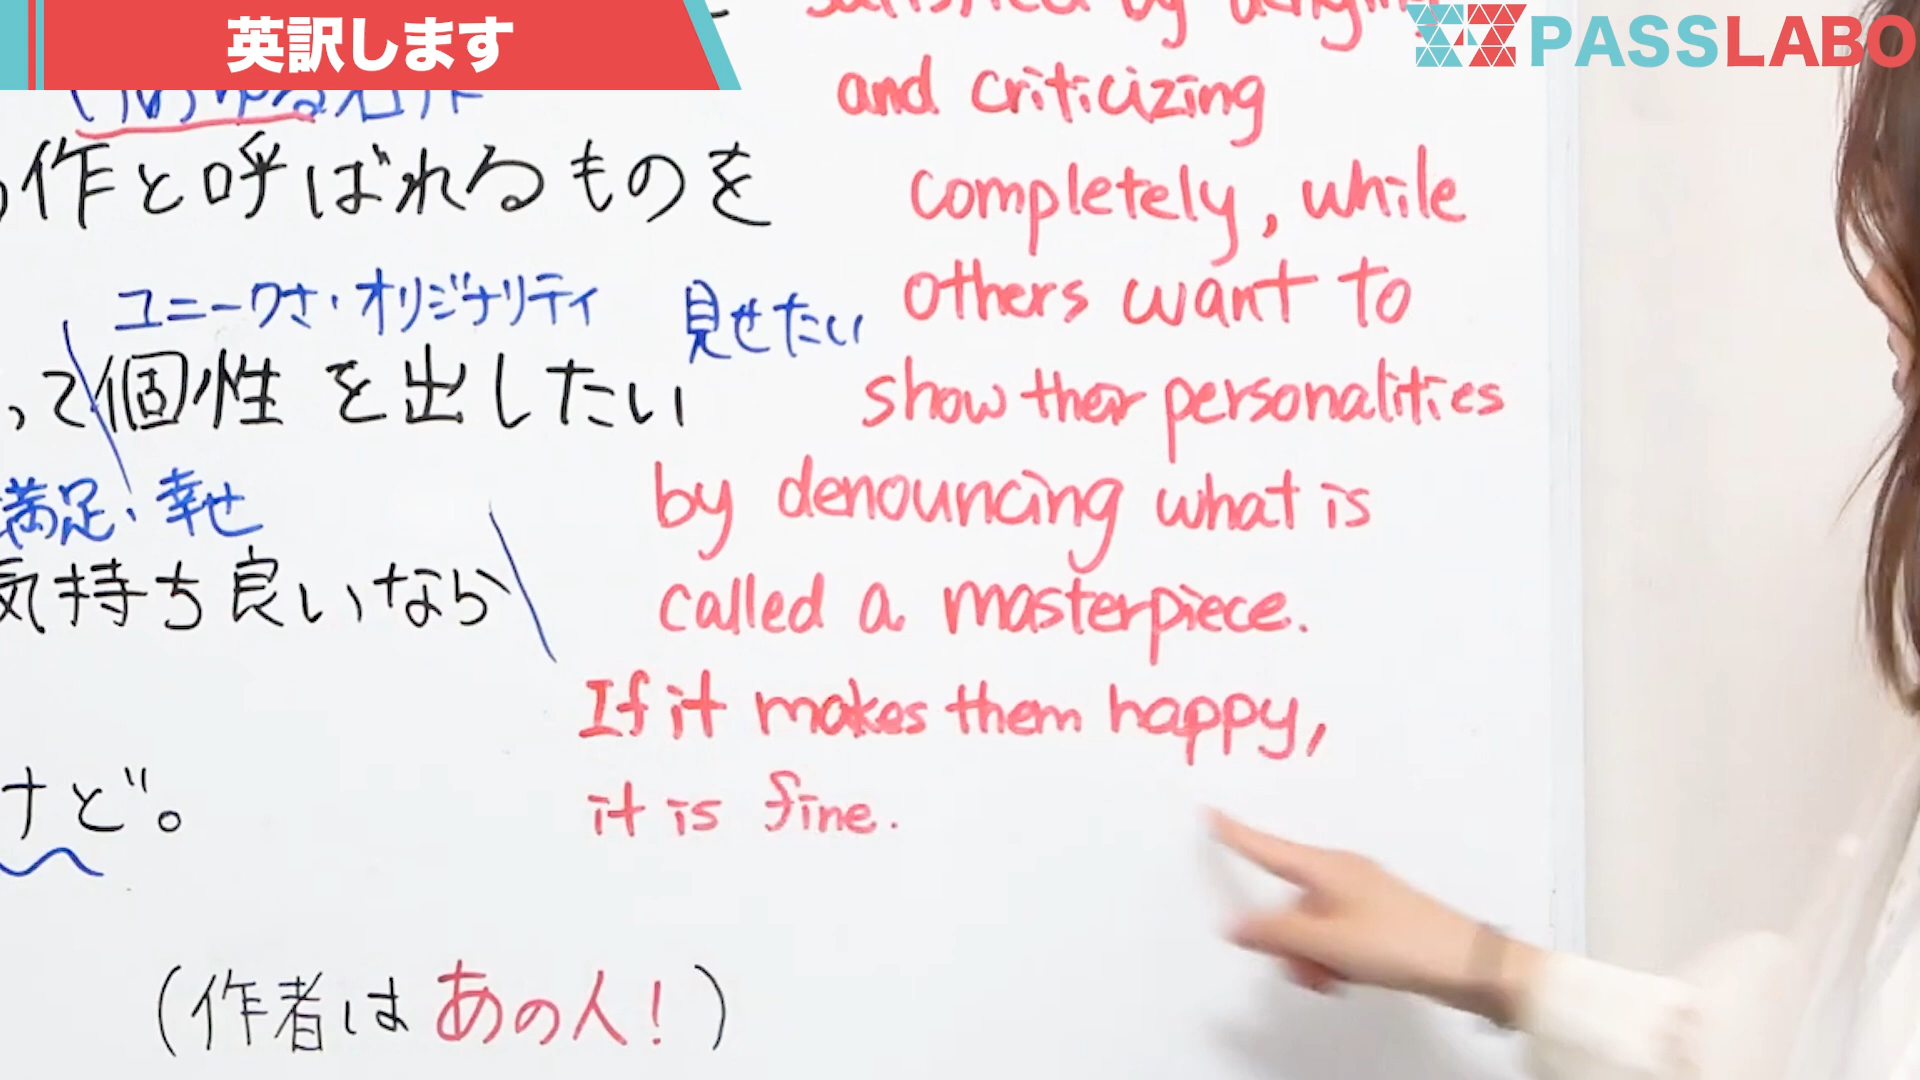 英訳します
PASSLABO
satisfied by denying
and criticizing
completely, while
others want to
show their personalities
by denouncing what is
called a masterpiece.
If it makes them happy,
it is fine.
作と呼ばれるものを
ユニークさ・オリジナリティ
見せたい
って個性を出したい
満足、幸せ
気持ち良いなら
けど。
(作者はあの人!)